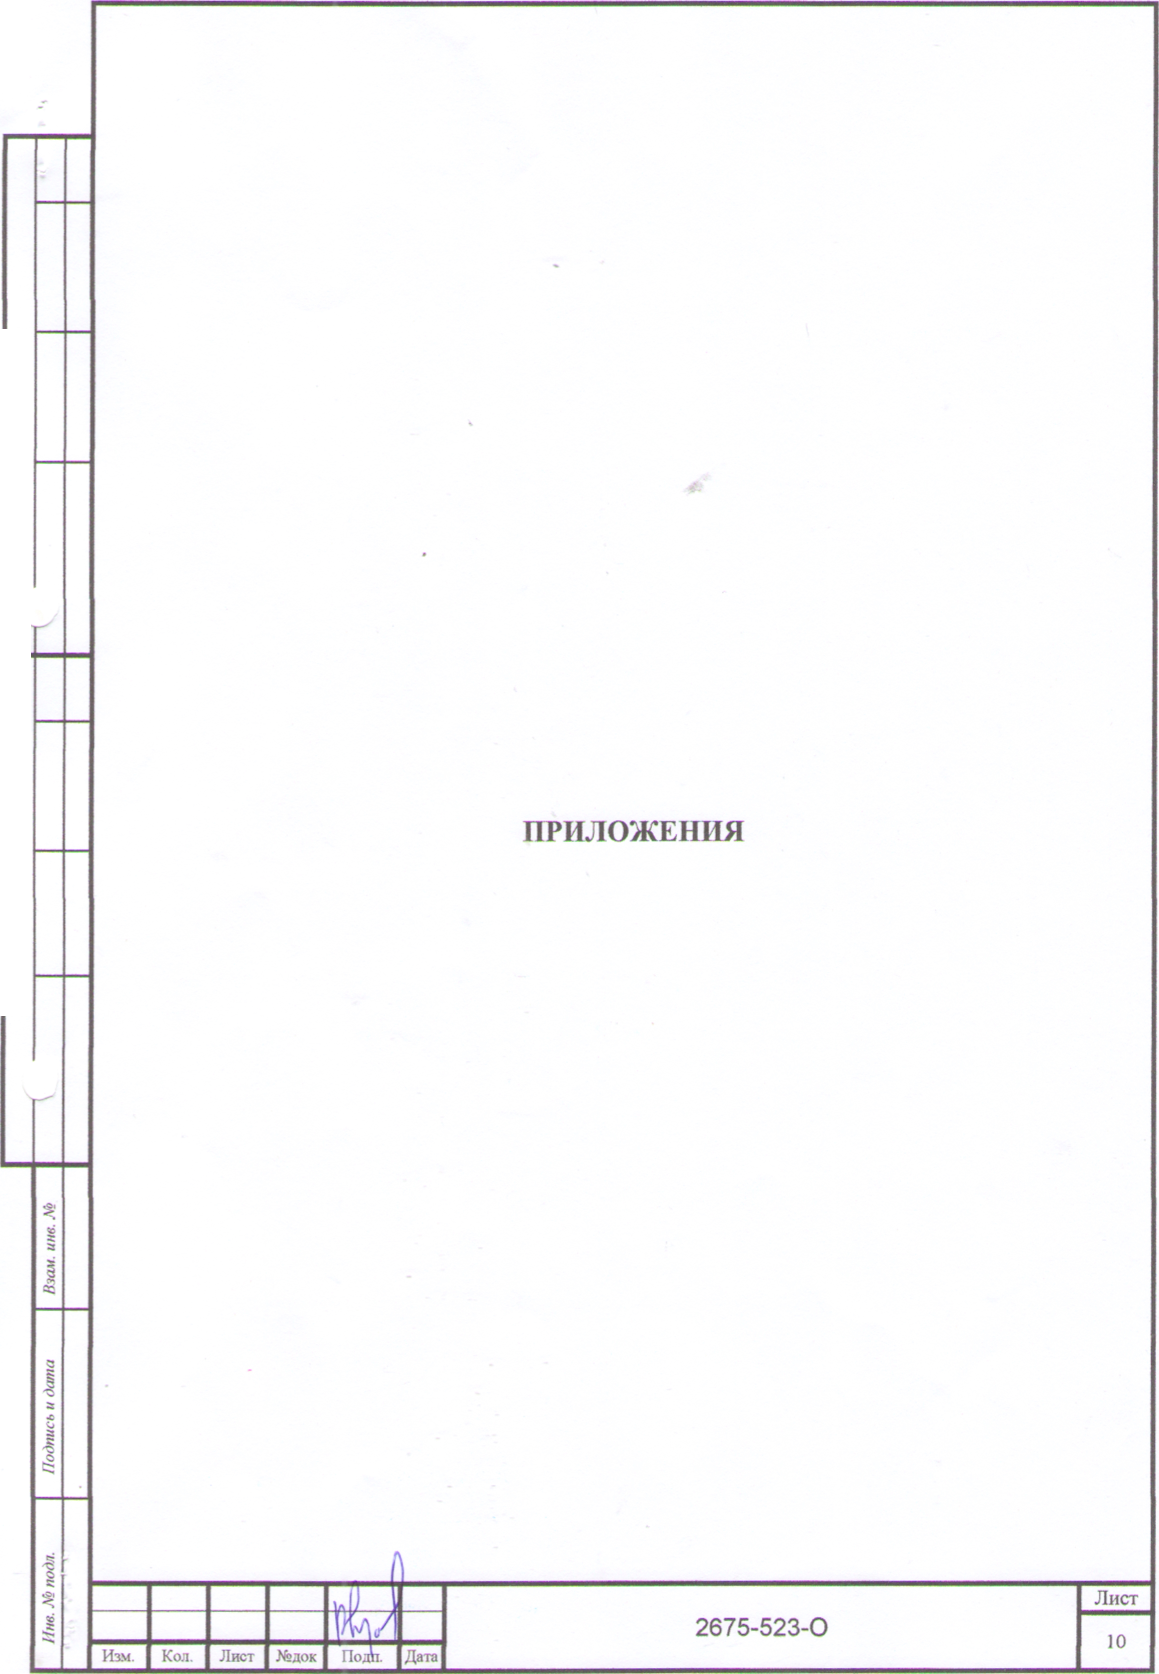 ПРИЛОЖЕНИЯ
Взам. инв. №
Подпись и дата
Инв. № подл.
Изм. Кол. Лист №док Подп. Дата
2675-523-О
Лист
10